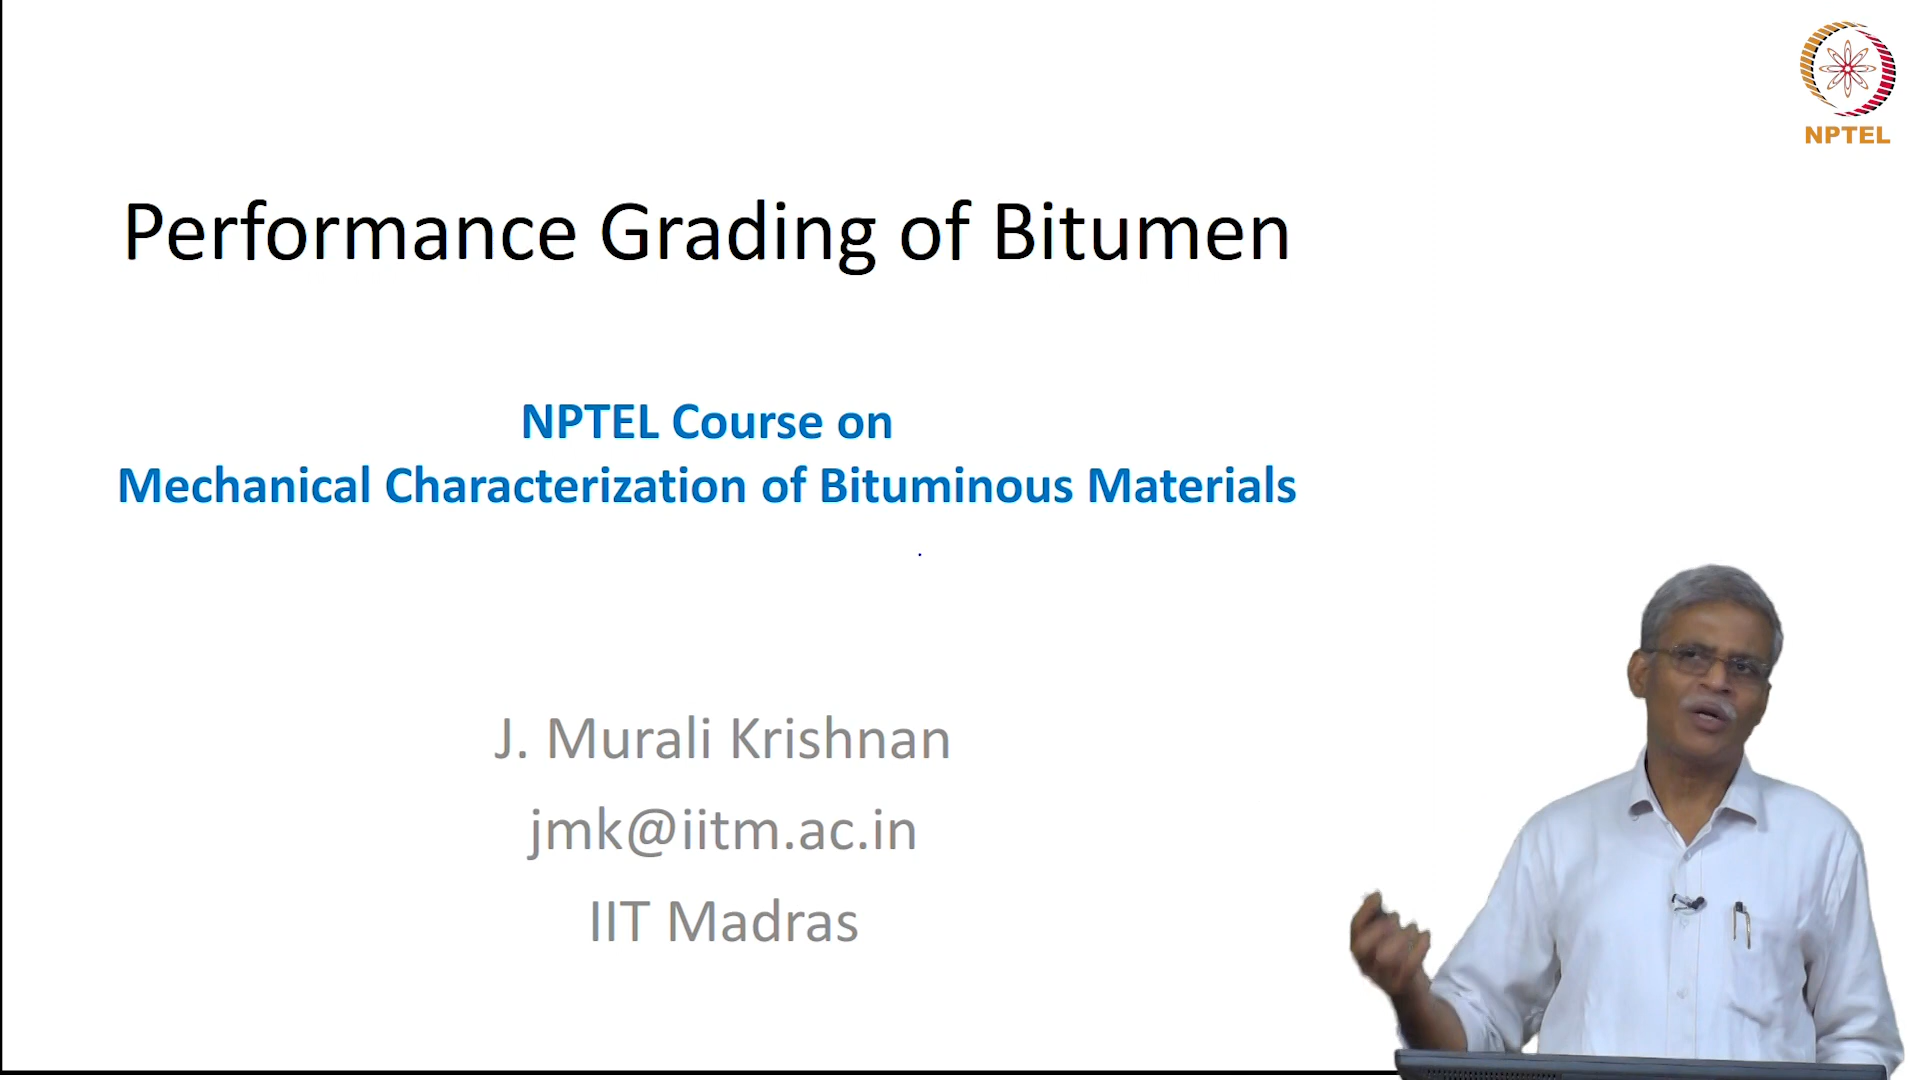 NPTEL
Performance Grading of Bitumen
NPTEL Course on
Mechanical Characterization of Bituminous Materials
J. Murali Krishnan
jmk@iitm.ac.in
IIT Madras